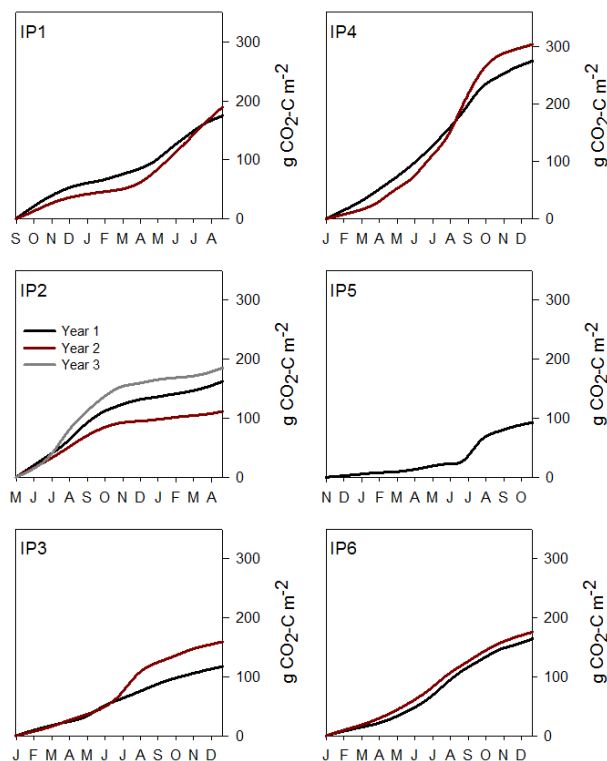 IP1
300
200
100
0
g CO2-C m-2
S O N D J F M A M J J A
IP4
300
200
100
0
g CO2-C m-2
J F M A M J J A S O N D
IP2
Year 1
Year 2
Year 3
300
200
100
0
g CO2-C m-2
M J J A S O N D J F M A
IP5
300
200
100
0
g CO2-C m-2
N D J F M A M J J A S O
IP3
300
200
100
0
g CO2-C m-2
J F M A M J J A S O N D
IP6
300
200
100
0
g CO2-C m-2
J F M A M J J A S O N D